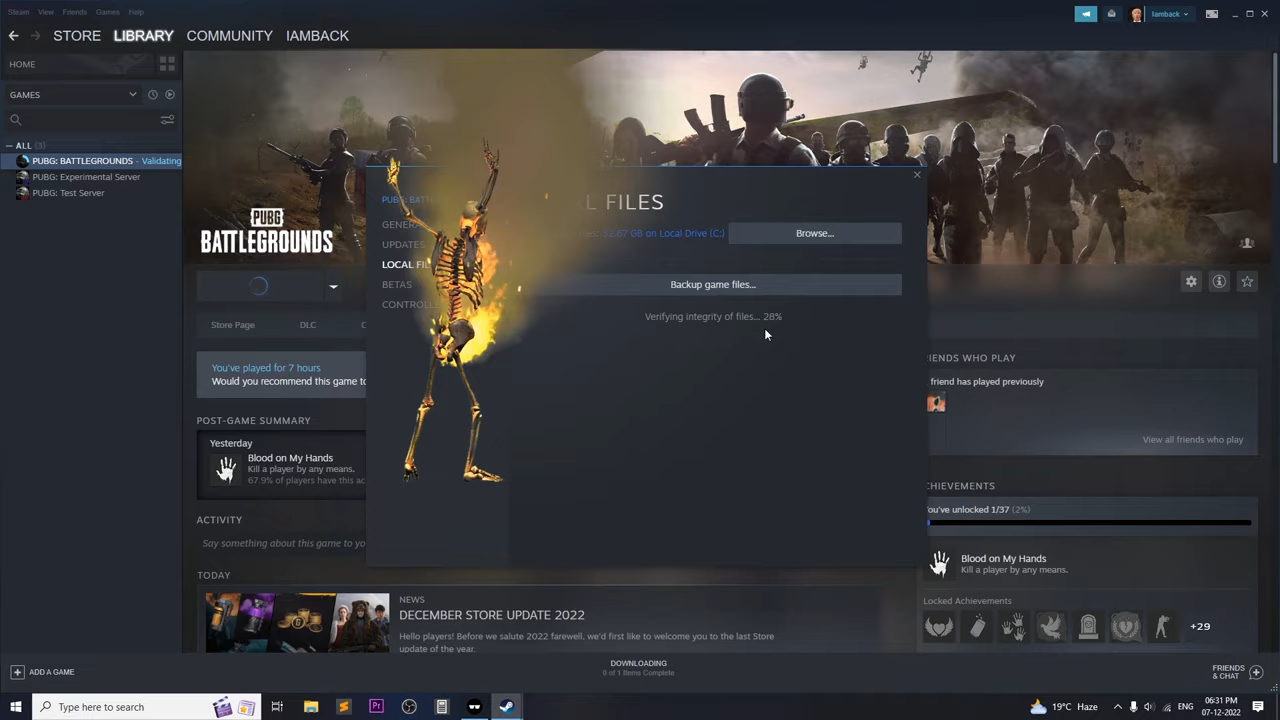 Steam View Friends Games Help
Iamback
STORE LIBRARY COMMUNITY IAMBACK
HOME
GAMES
ALL (3)
PUBG: BATTLEGROUNDS - Validating
PUBG: Experimental Server
PUBG: Test Server
PUBG
BATTLEGROUNDS
PUBG: BATT
L FILES
GENERA
32.67 GB on Local Drive (C:)
Browse...
UPDATES
LOCAL FIL
BETAS
Backup game files...
CONTROLL
Verifying integrity of files... 28%
Store Page DLC
You've played for 7 hours
Would you recommend this game to
IENDS WHO PLAY
friend has played previously
View all friends who play
POST-GAME SUMMARY
Yesterday
Blood on My Hands
Kill a player by any means.
67.9% of players have this ac
CHIEVEMENTS
You've unlocked 1/37 (2%)
ACTIVITY
Say something about this game to yo
Blood on My Hands
Kill a player by any means.
TODAY
NEWS
DECEMBER STORE UPDATE 2022
Hello players! Before we salute 2022 farewell, we'd first like to welcome you to the last Store
update of the year.
Locked Achievements
+29
ADD A GAME
DOWNLOADING
0 of 1 Items Complete
FRIENDS
& CHAT
Type here to search
19°C Haze
06:31 PM
07-12-2022